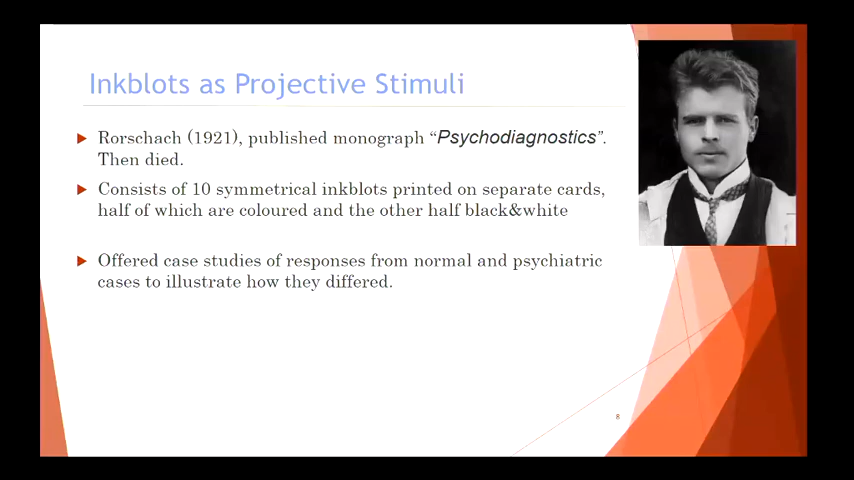 Inkblots as Projective Stimuli
Rorschach (1921), published monograph “Psychodiagnostics”.
Then died.
Consists of 10 symmetrical inkblots printed on separate cards,
half of which are coloured and the other half black&white
Offered case studies of responses from normal and psychiatric
cases to illustrate how they differed.
8